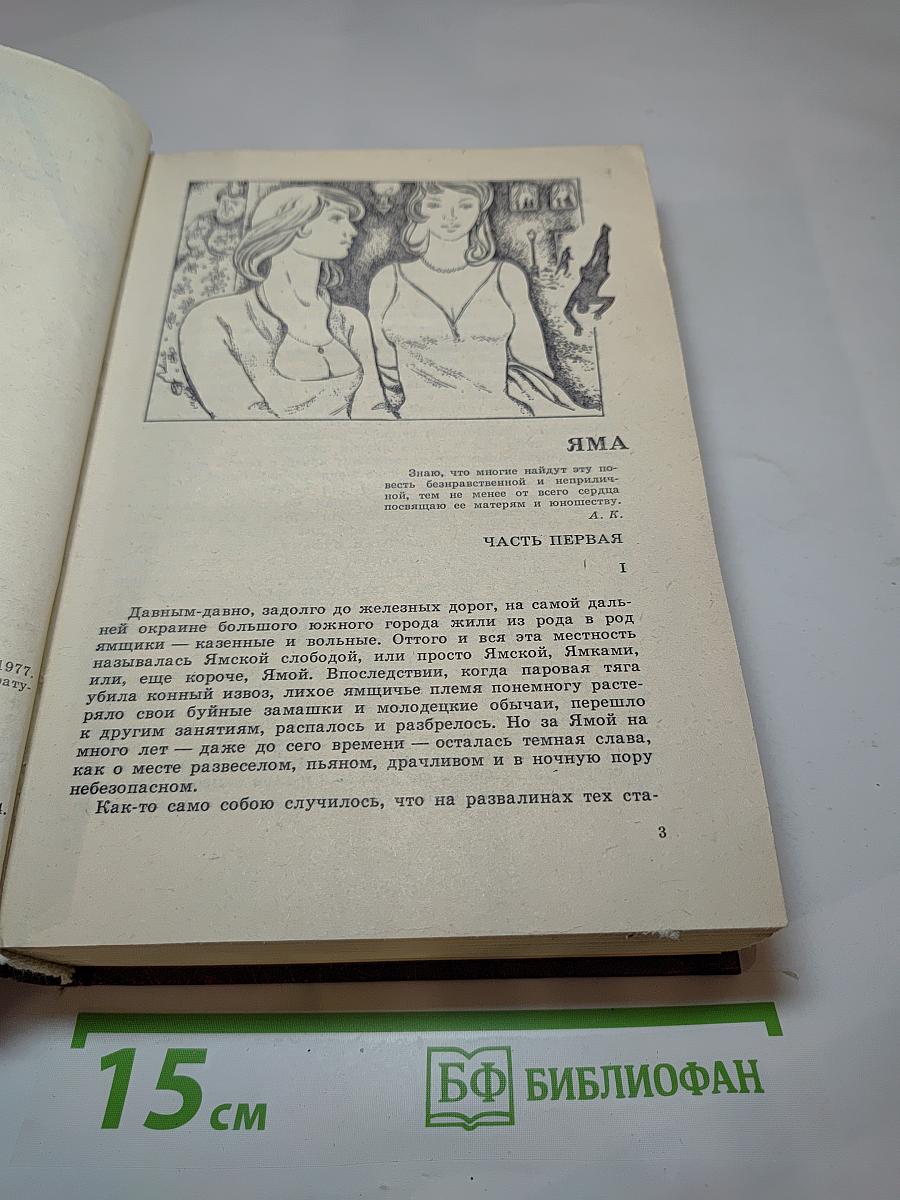 ЯМА
Знаю, что многие найдут эту по-
весть безнравственной и неприлич-
ной, тем не менее от всего сердца
посвящаю ее матерям и юношеству.
А. К.
ЧАСТЬ ПЕРВАЯ
I
Давным-давно, задолго до железных дорог, на самой даль-
ней окраине большого южного города жили из рода в род
ямщики — казенные и вольные. Оттого и вся эта местность
называлась Ямской слободой, или просто Ямской, Ямками,
или, еще короче, Ямой. Впоследствии, когда паровая тяга
убила конный извоз, лихое ямщичье племя понемногу расте-
ряло свои буйные замашки и молодецкие обычаи, перешло
к другим занятиям, распалось и разбрелось. Но за Ямой на
много лет — даже до сего времени — осталась темная слава,
как о месте развеселом, пьяном, драчливом и в ночную пору
небезопасном.
Как-то само собою случилось, что на развалинах тех ста-
3
1977.
рату-
15 см
БФ БИБЛИОФАН